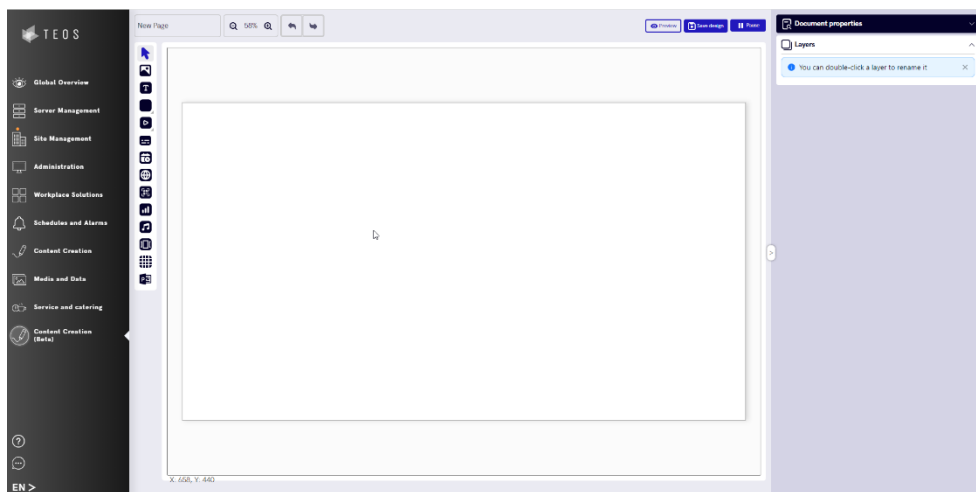 TEOS
Global Overview
Server Management
Site Management
Administration
Workplace Solutions
Schedules and Alarms
Content Creation
Media and Data
Service and catering
Content Creation
(Beta)
EN >
New Page
58%
T
Preview
Save design
X: 658, Y: 440
Document properties
Layers
You can double-click a layer to rename it